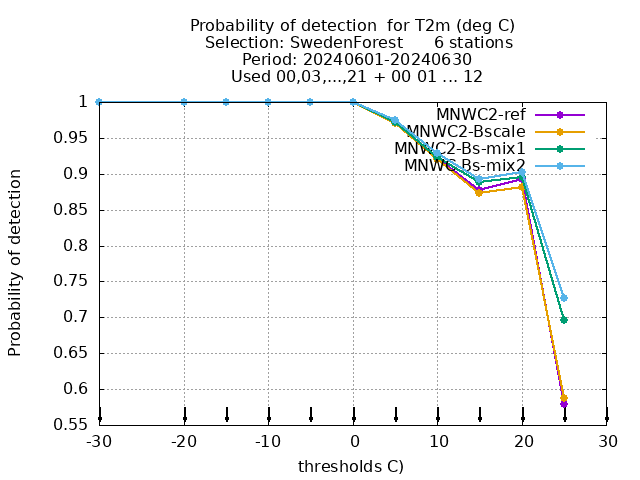 Probability of detection  for T2m (deg C)
Selection: SwedenForest      6 stations
Period: 20240601-20240630
Used 00,03,...,21 + 00 01 ... 12
MNWC2-ref
MNWC2-Bscale
MNWC2-Bs-mix1
Bs-mix2
Probability of detection
1
0.95
0.9
0.85
0.8
0.75
0.7
0.65
0.6
0.55
-30
-20
-10
0
10
20
30
thresholds C)